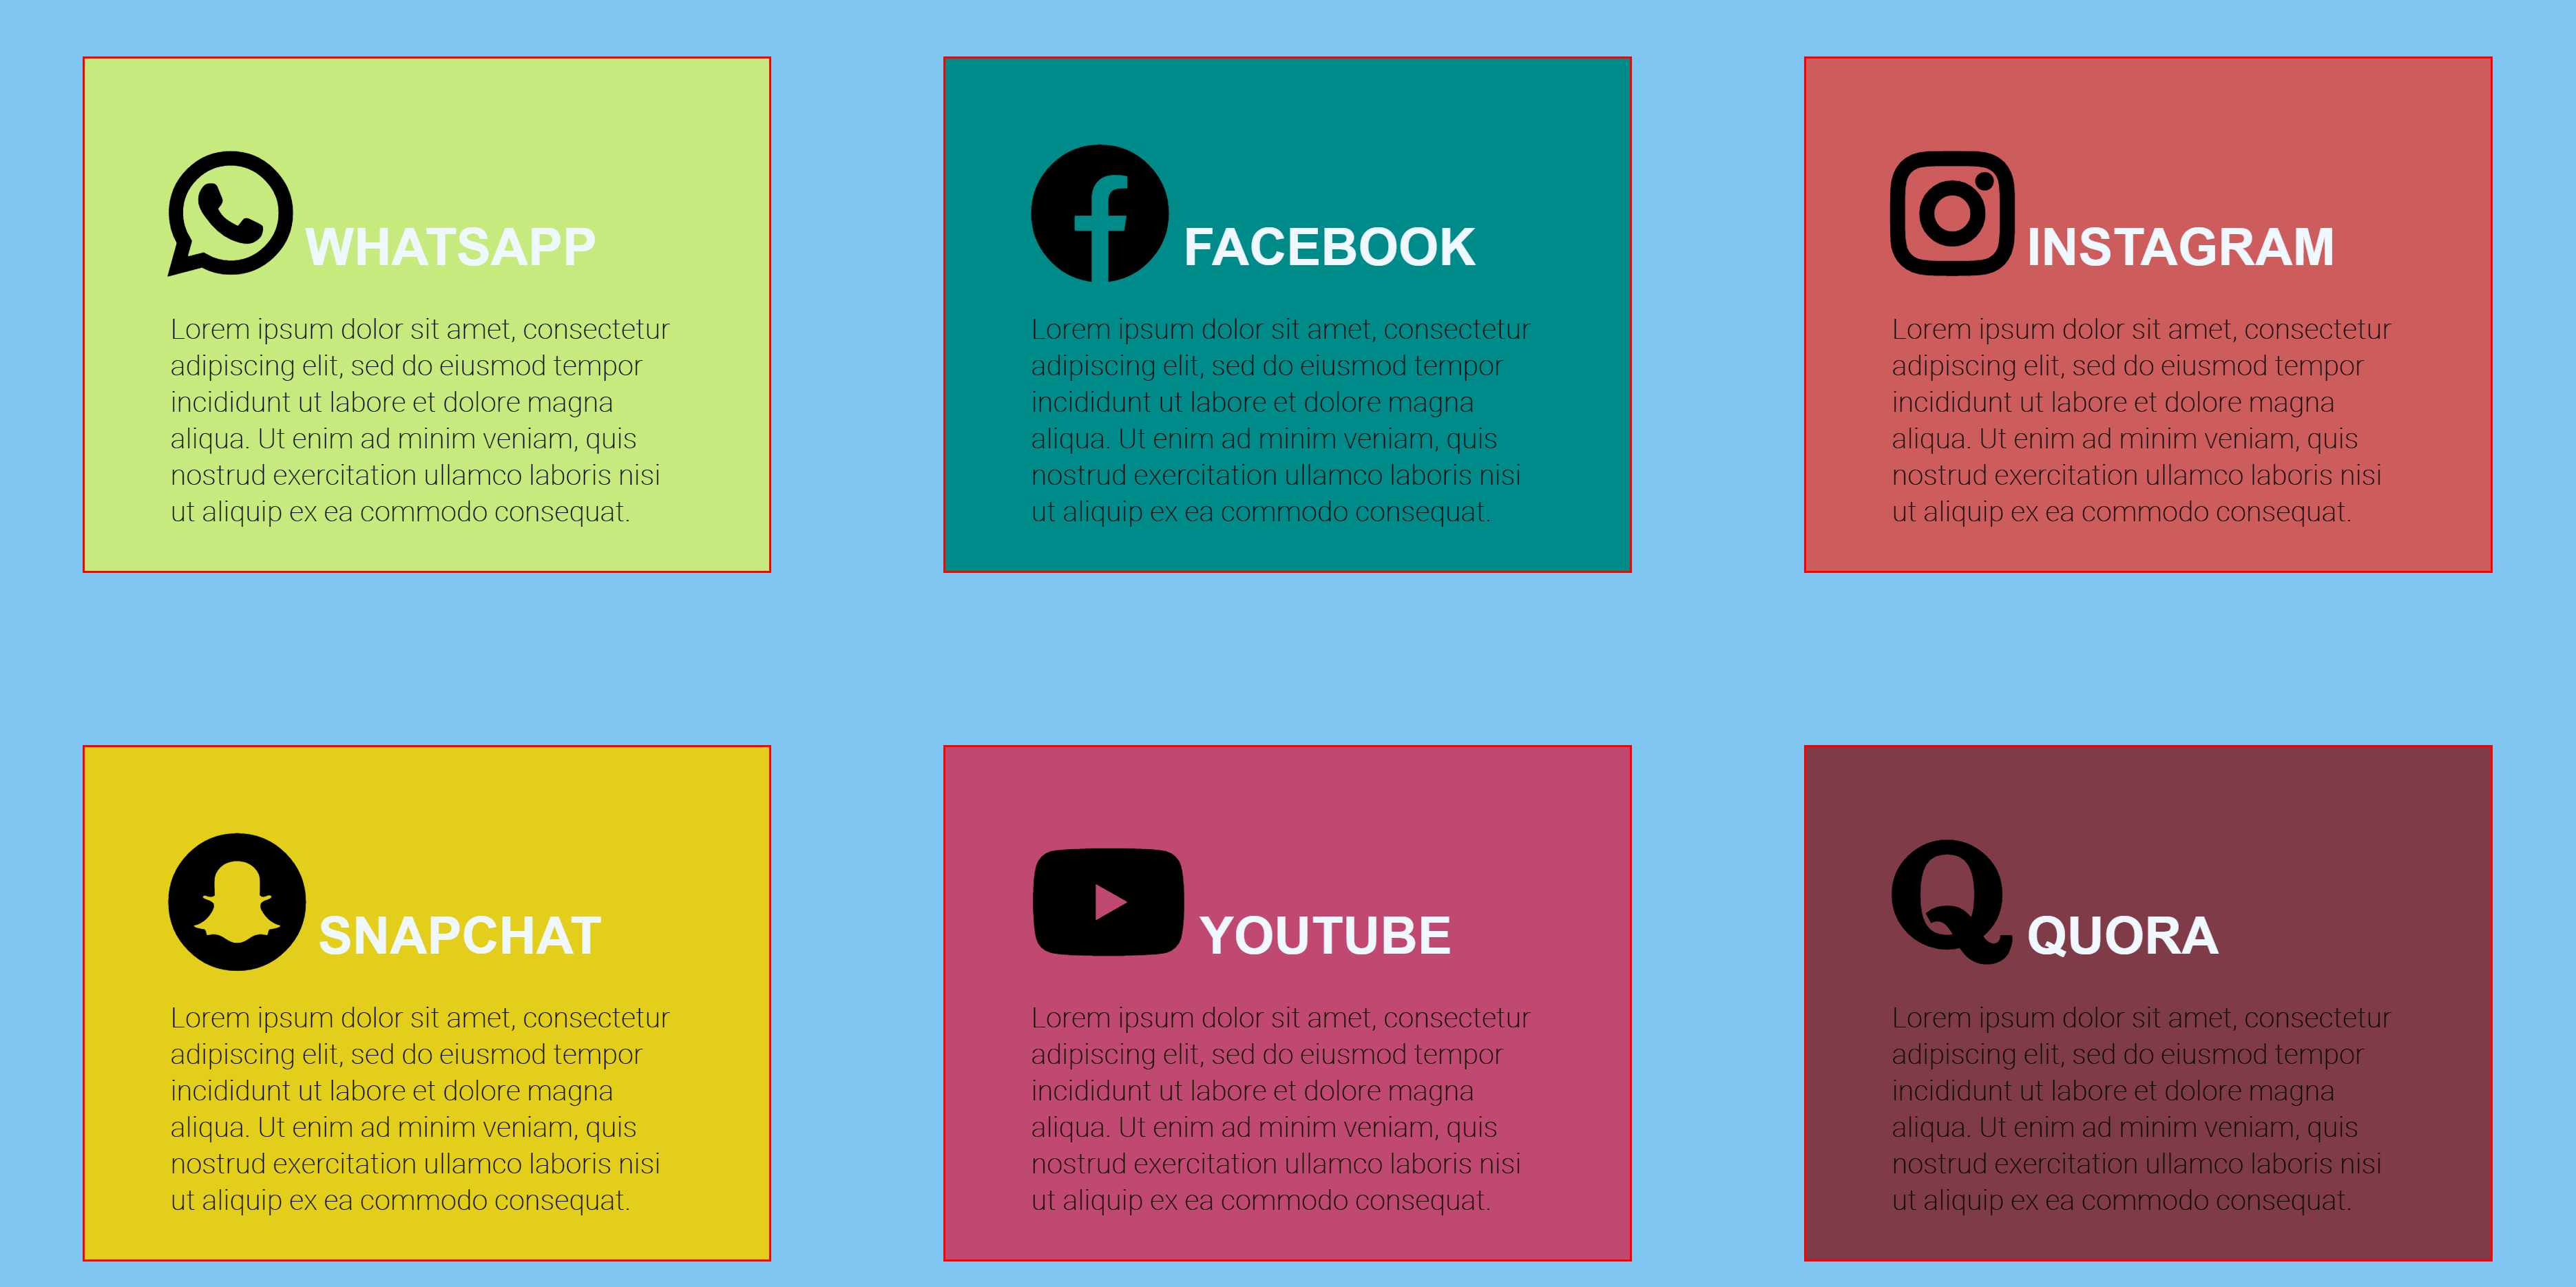 WHATSAPP
Lorem ipsum dolor sit amet, consectetur
adipiscing elit, sed do eiusmod tempor
incididunt ut labore et dolore magna
aliqua. Ut enim ad minim veniam, quis
nostrud exercitation ullamco laboris nisi
ut aliquip ex ea commodo consequat.
FACEBOOK
Lorem ipsum dolor sit amet, consectetur
adipiscing elit, sed do eiusmod tempor
incididunt ut labore et dolore magna
aliqua. Ut enim ad minim veniam, quis
nostrud exercitation ullamco laboris nisi
ut aliquip ex ea commodo consequat.
INSTAGRAM
Lorem ipsum dolor sit amet, consectetur
adipiscing elit, sed do eiusmod tempor
incididunt ut labore et dolore magna
aliqua. Ut enim ad minim veniam, quis
nostrud exercitation ullamco laboris nisi
ut aliquip ex ea commodo consequat.
SNAPCHAT
Lorem ipsum dolor sit amet, consectetur
adipiscing elit, sed do eiusmod tempor
incididunt ut labore et dolore magna
aliqua. Ut enim ad minim veniam, quis
nostrud exercitation ullamco laboris nisi
ut aliquip ex ea commodo consequat.
YOUTUBE
Lorem ipsum dolor sit amet, consectetur
adipiscing elit, sed do eiusmod tempor
incididunt ut labore et dolore magna
aliqua. Ut enim ad minim veniam, quis
nostrud exercitation ullamco laboris nisi
ut aliquip ex ea commodo consequat.
QUORA
Lorem ipsum dolor sit amet, consectetur
adipiscing elit, sed do eiusmod tempor
incididunt ut labore et dolore magna
aliqua. Ut enim ad minim veniam, quis
nostrud exercitation ullamco laboris nisi
ut aliquip ex ea commodo consequat.